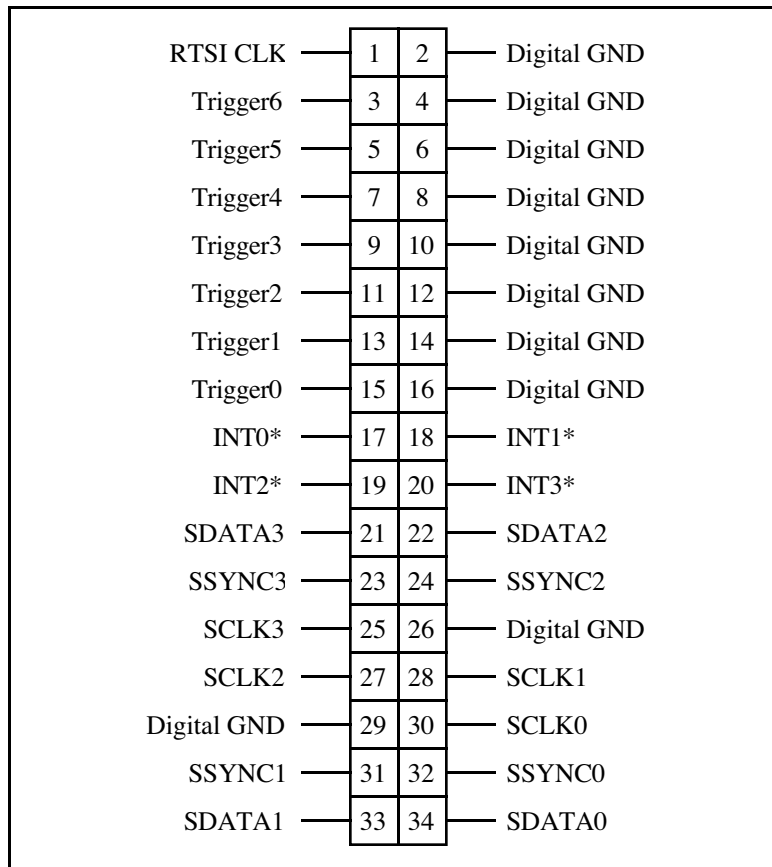 RTSI CLK 1 2 Digital GND
Trigger6 3 4 Digital GND
Trigger5 5 6 Digital GND
Trigger4 7 8 Digital GND
Trigger3 9 10 Digital GND
Trigger2 11 12 Digital GND
Trigger1 13 14 Digital GND
Trigger0 15 16 Digital GND
INT0* 17 18 INT1*
INT2* 19 20 INT3*
SDATA3 21 22 SDATA2
SSYNC3 23 24 SSYNC2
SCLK3 25 26 Digital GND
SCLK2 27 28 SCLK1
Digital GND 29 30 SCLK0
SSYNC1 31 32 SSYNC0
SDATA1 33 34 SDATA0